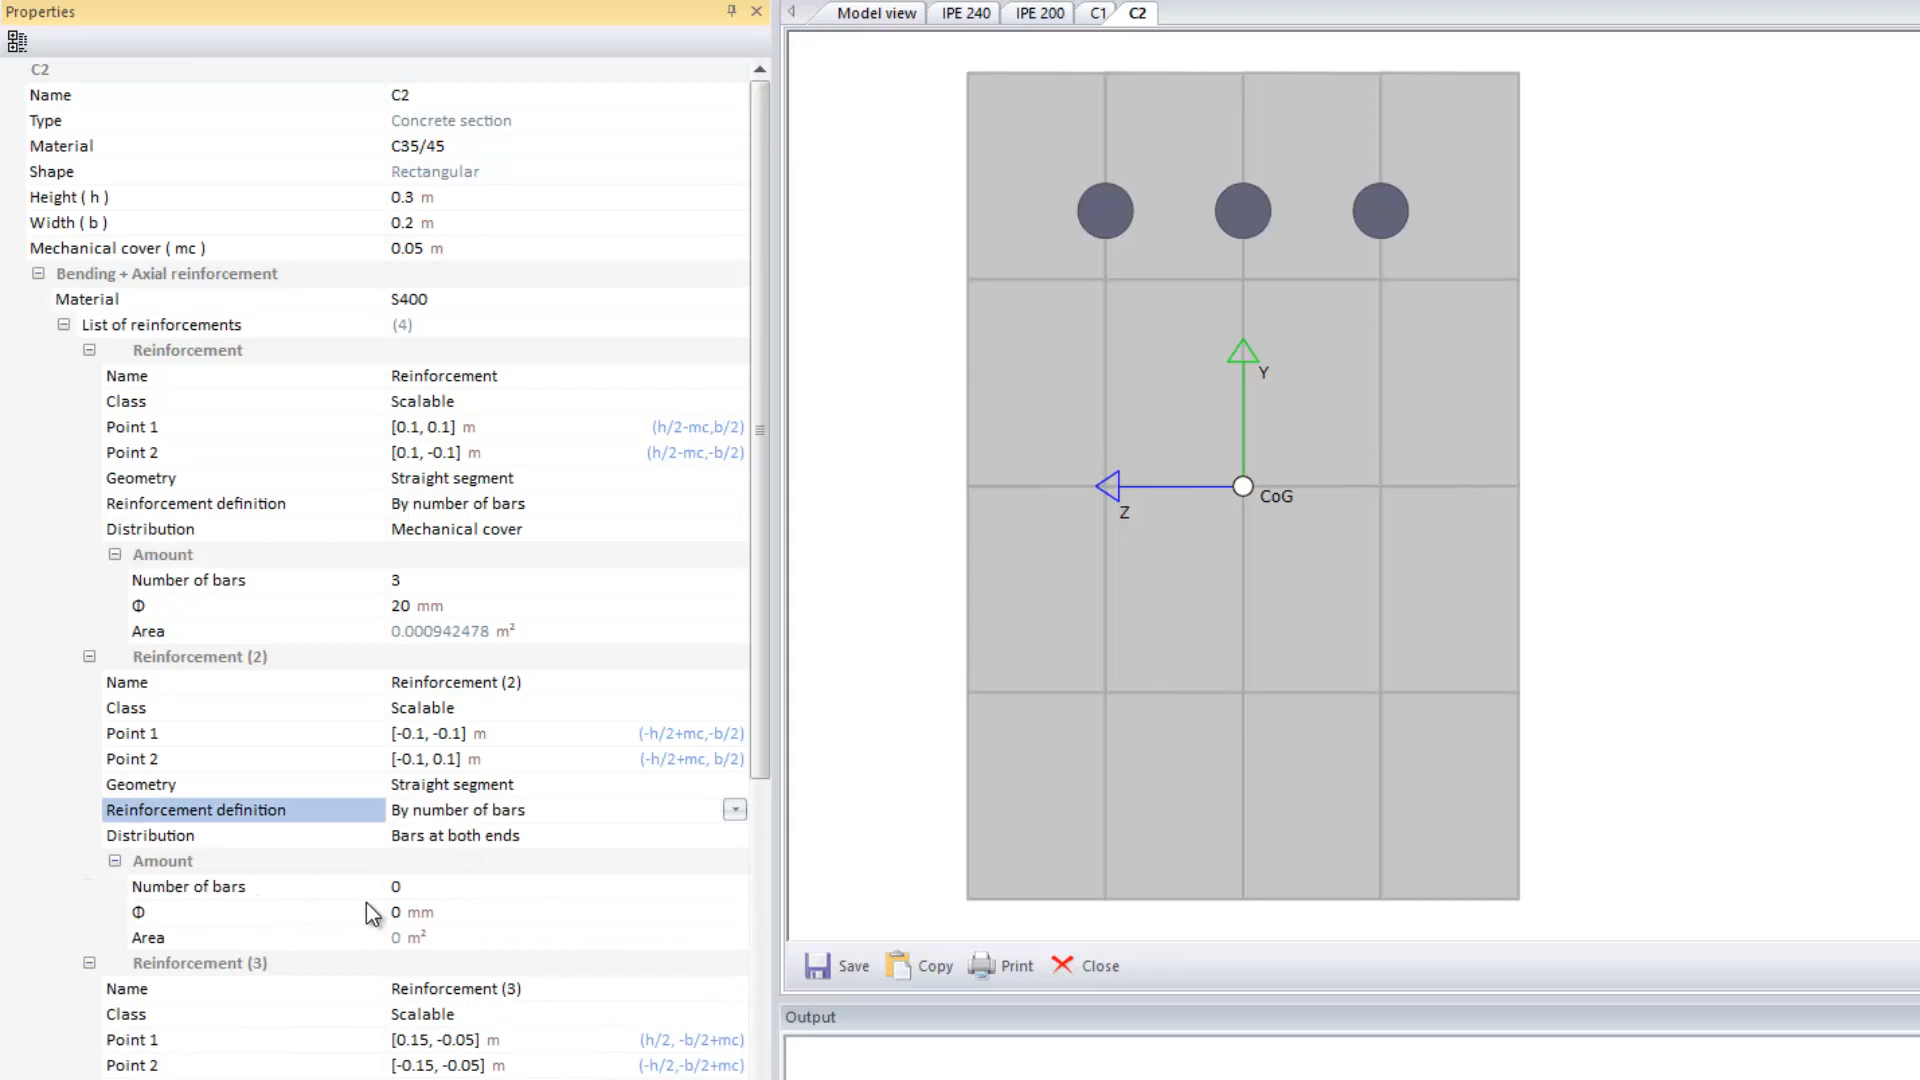 Properties
C2
Name C2
Type Concrete section
Material C35/45
Shape Rectangular
Height ( h ) 0.3 m
Width ( b ) 0.2 m
Mechanical cover ( mc ) 0.05 m
Bending + Axial reinforcement
Material S400
List of reinforcements (4)
Reinforcement
Name Reinforcement
Class Scalable
Point 1 [0.1, 0.1] m (h/2-mc,b/2)
Point 2 [0.1, -0.1] m (h/2-mc,-b/2)
Geometry Straight segment
Reinforcement definition By number of bars
Distribution Mechanical cover
Amount
Number of bars 3
Φ 20 mm
Area 0.000942478 m²
Reinforcement (2)
Name Reinforcement (2)
Class Scalable
Point 1 [-0.1, -0.1] m (-h/2+mc,-b/2)
Point 2 [-0.1, 0.1] m (-h/2+mc, b/2)
Geometry Straight segment
Reinforcement definition By number of bars
Distribution Bars at both ends
Amount
Number of bars 0
Φ 0 mm
Area 0 m²
Reinforcement (3)
Name Reinforcement (3)
Class Scalable
Point 1 [0.15, -0.05] m (h/2, -b/2+mc)
Point 2 [-0.15, -0.05] m (-h/2,-b/2+mc)
Model view IPE 240 IPE 200 C1 C2
Y
CoG
Z
Save Copy Print Close
Output